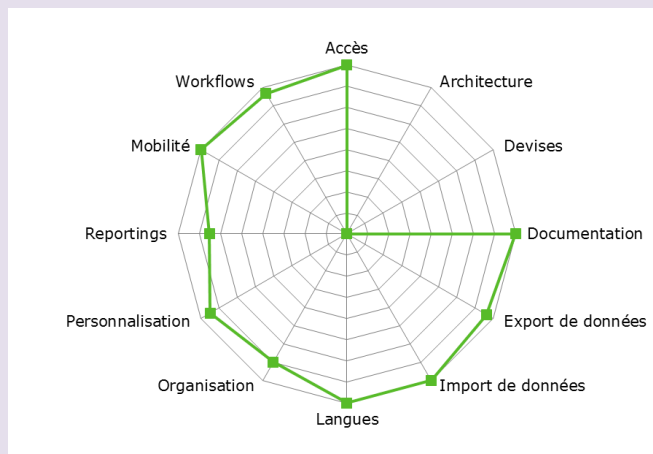 Accès
Workflows
Architecture
Mobilité
Devises
Reportings
Documentation
Personnalisation
Export de données
Organisation
Import de données
Langues